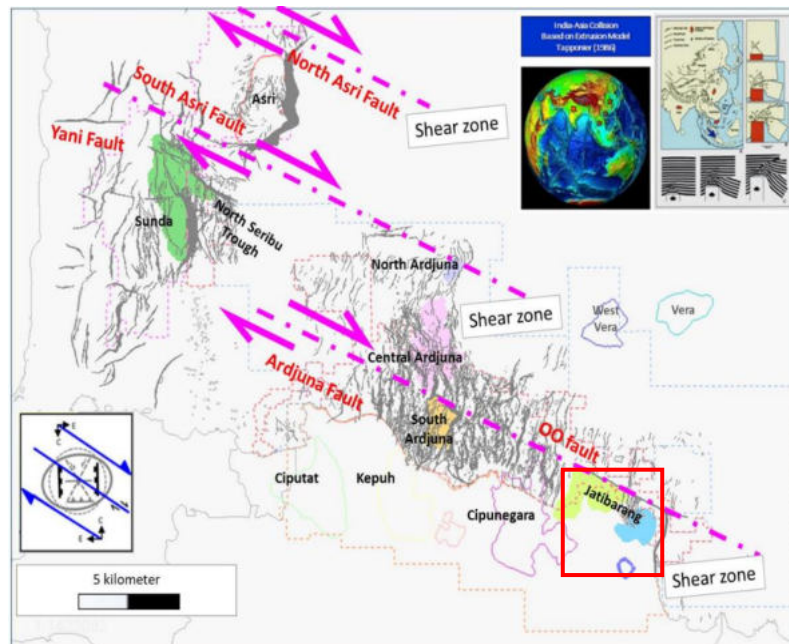 India-Asia Collision
Based on Extrusion Model
Tapponier (1986)
North Asri Fault
South Asri Fault
Asri
Shear zone
Yani Fault
Sunda
North Seribu
Trough
North Ardjuna
West
Vera
Vera
Shear zone
Central Ardjuna
Ardjuna Fault
South
Ardjuna
OO fault
Ciputat
Kepuh
Cipunegara
Jatibarang
Shear zone
E
C
C
E
5 kilometer